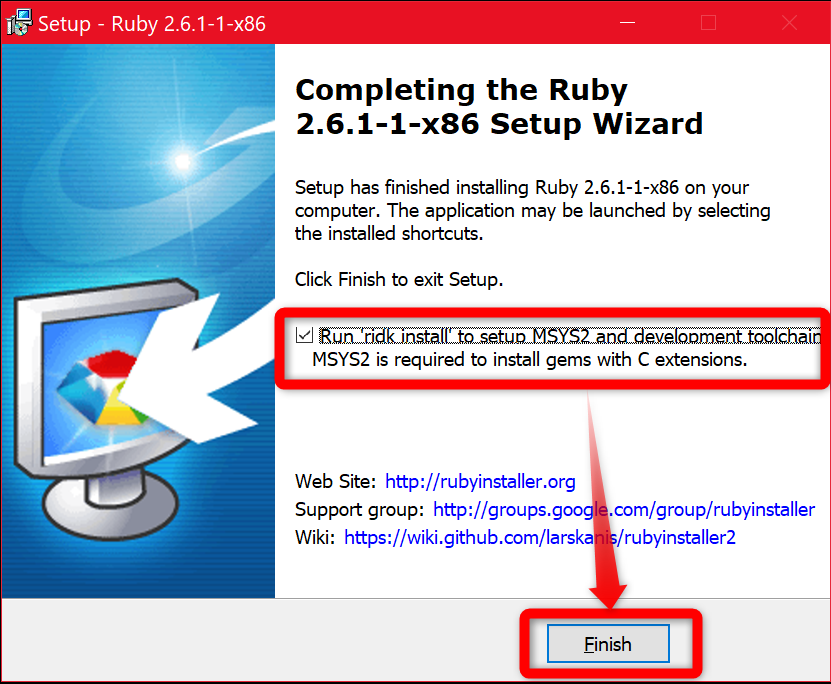 Setup - Ruby 2.6.1-1-x86
Completing the Ruby
2.6.1-1-x86 Setup Wizard
Setup has finished installing Ruby 2.6.1-1-x86 on your
computer. The application may be launched by selecting
the installed shortcuts.
Click Finish to exit Setup.
Run 'ridk install' to setup MSYS2 and development toolchain
MSYS2 is required to install gems with C extensions.
Web Site: http://rubyinstaller.org
Support group: http://groups.google.com/group/rubyinstaller
Wiki: https://wiki.github.com/larskanis/rubyinstaller2
Finish